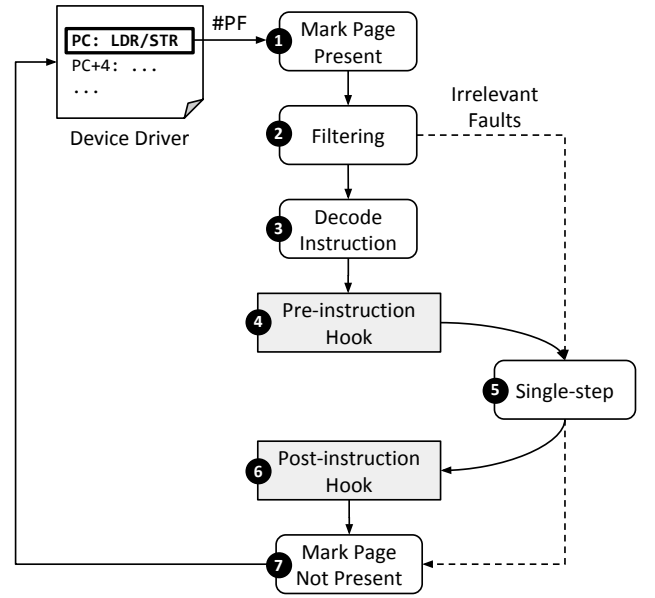 #PF
PC: LDR/STR
PC+4: ...
...
Device Driver
1
Mark Page
Present
Irrelevant
Faults
2
Filtering
3
Decode
Instruction
4
Pre-instruction
Hook
5
Single-step
6
Post-instruction
Hook
7
Mark Page
Not Present